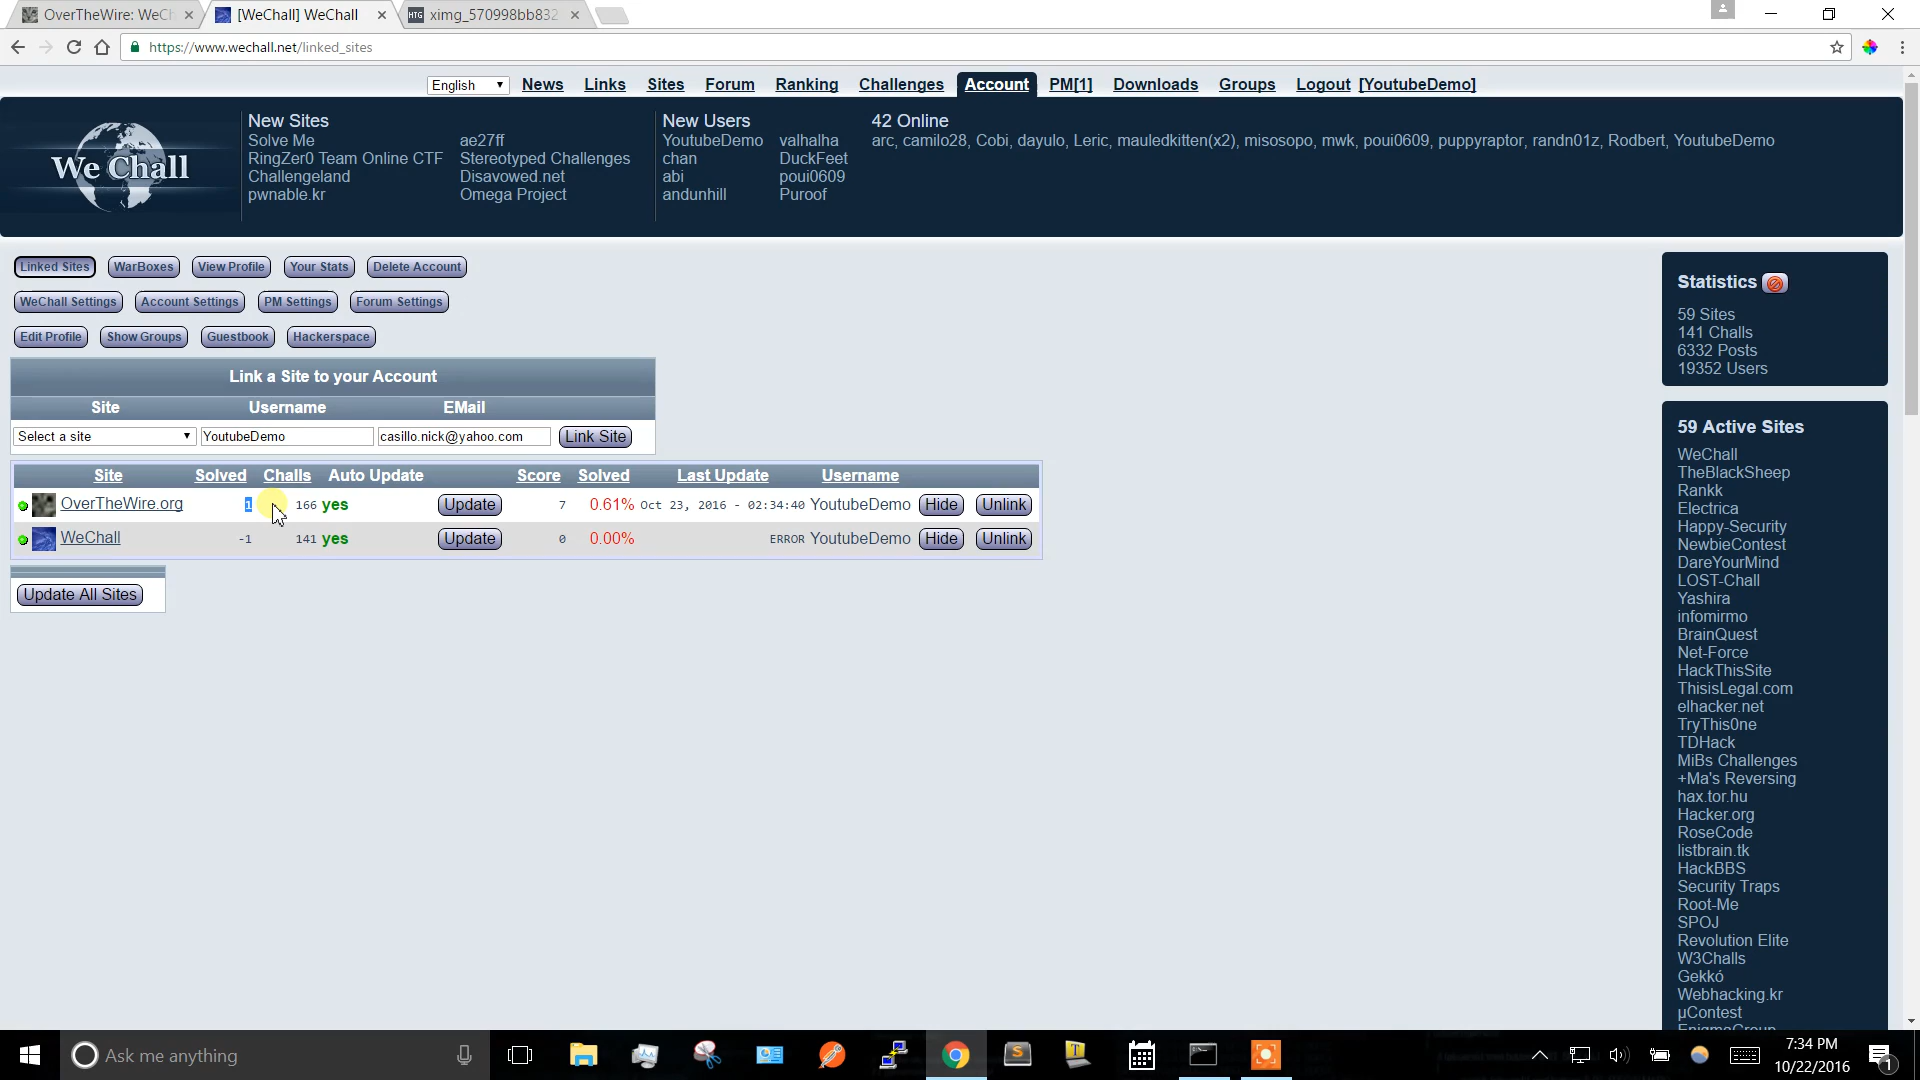 OverTheWire: WeCh
[WeChall] WeChall
HTG ximg_570998bb832
https://www.wechall.net/linked_sites
English News Links Sites Forum Ranking Challenges Account PM[1] Downloads Groups Logout [YoutubeDemo]
We Chall
New Sites
Solve Me ae27ff
RingZer0 Team Online CTF Stereotyped Challenges
Challengeland Disavowed.net
pwnable.kr Omega Project
New Users
YoutubeDemo valhalha
chan DuckFeet
abi poui0609
andunhill Puroof
42 Online
arc, camilo28, Cobi, dayulo, Leric, mauledkitten(x2), misosopo, mwk, poui0609, puppyraptor, randn01z, Rodbert, YoutubeDemo
Linked Sites WarBoxes View Profile Your Stats Delete Account
WeChall Settings Account Settings PM Settings Forum Settings
Edit Profile Show Groups Guestbook Hackerspace
Link a Site to your Account
Site Username EMail
Select a site YoutubeDemo casillo.nick@yahoo.com Link Site
Site Solved Challs Auto Update Score Solved Last Update Username
OverTheWire.org 1 166 yes Update 7 0.61% Oct 23, 2016 - 02:34:40 YoutubeDemo Hide Unlink
WeChall -1 141 yes Update 0 0.00% ERROR YoutubeDemo Hide Unlink
Update All Sites
Statistics
59 Sites
141 Challs
6332 Posts
19352 Users
59 Active Sites
WeChall
TheBlackSheep
Rankk
Electrica
Happy-Security
NewbieContest
DareYourMind
LOST-Chall
Yashira
infomirmo
BrainQuest
Net-Force
HackThisSite
ThisisLegal.com
elhacker.net
TryThis0ne
TDHack
MiBs Challenges
+Ma's Reversing
hax.tor.hu
Hacker.org
RoseCode
listbrain.tk
HackBBS
Security Traps
Root-Me
SPOJ
Revolution Elite
W3Challs
Gekkó
Webhacking.kr
µContest
EnigmaGroup
Ask me anything
7:34 PM
10/22/2016
1